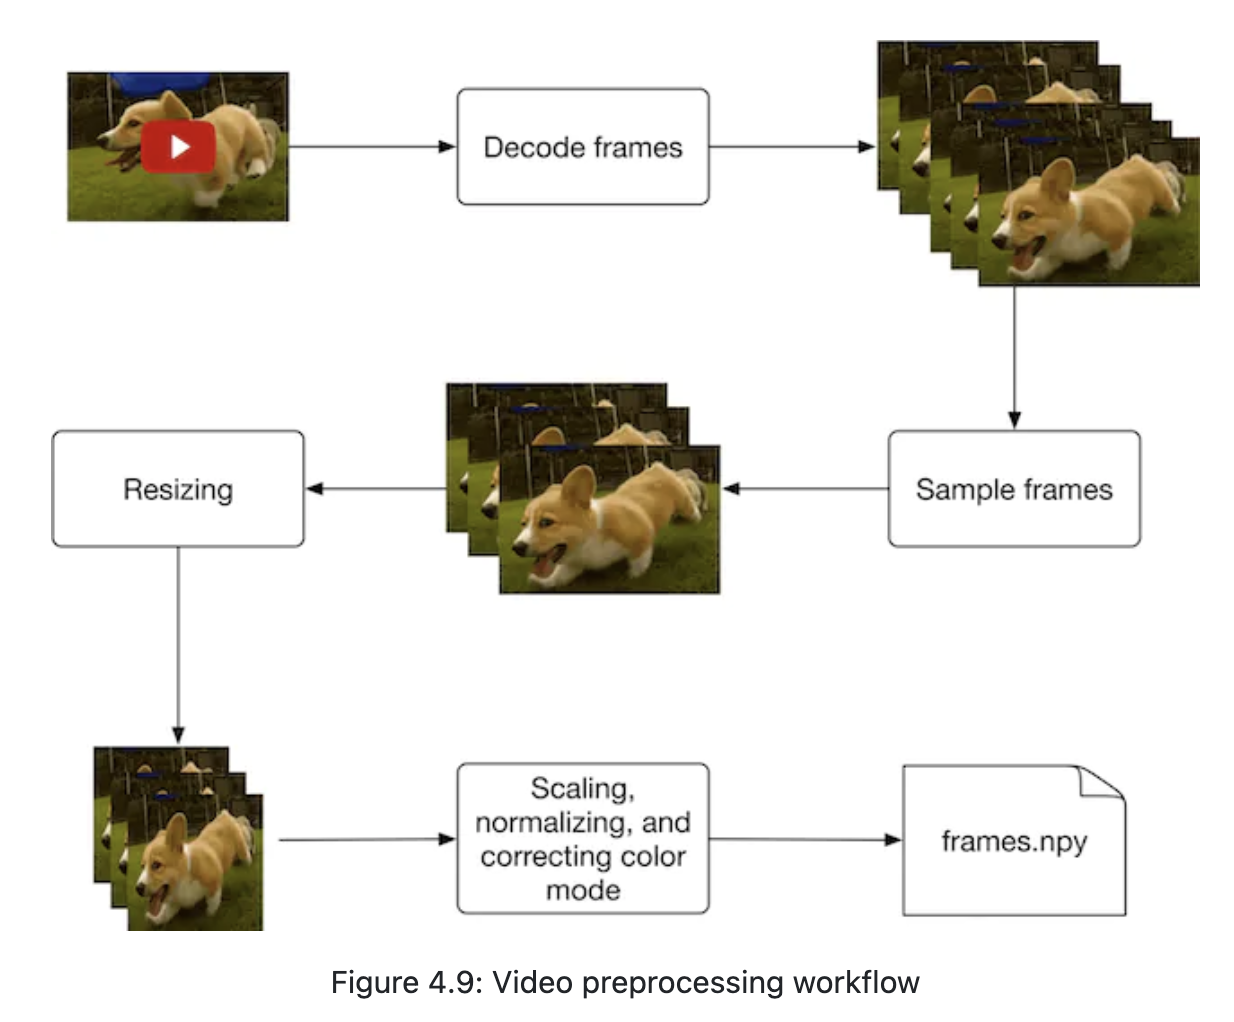 Decode frames
Sample frames
Resizing
Scaling,
normalizing, and
correcting color
mode
frames.npy
Figure 4.9: Video preprocessing workflow